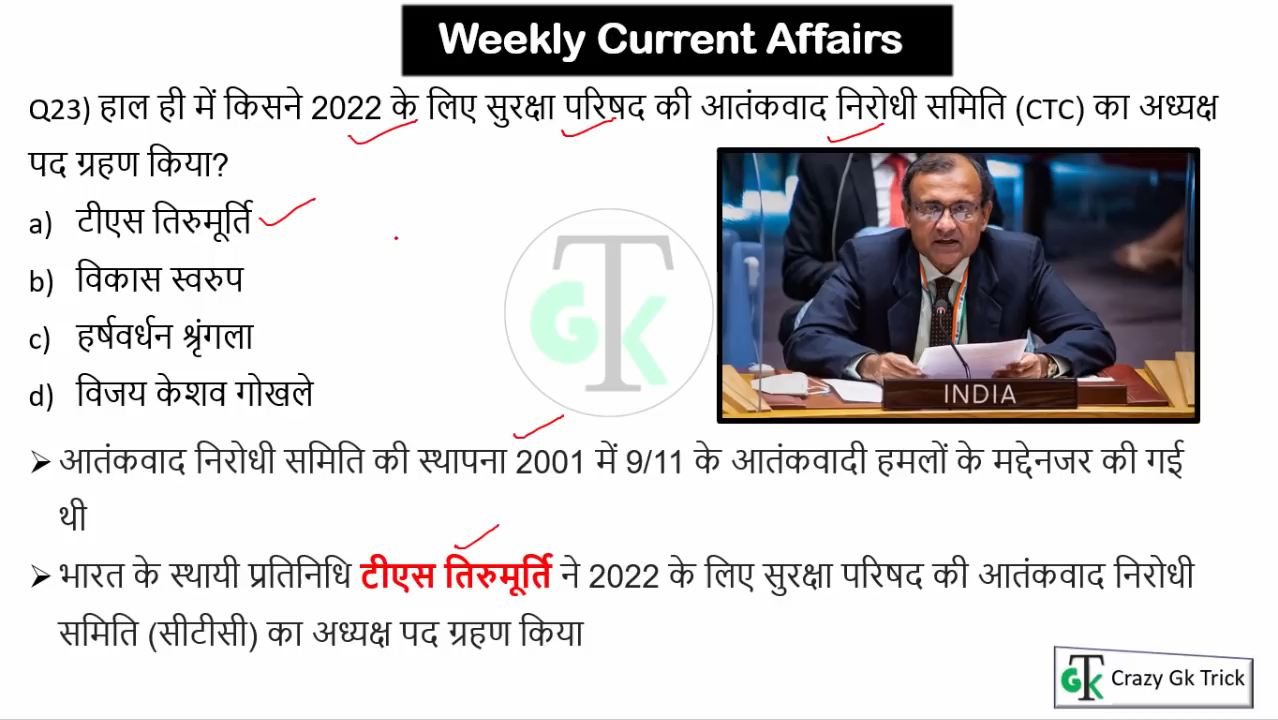 Weekly Current Affairs
Q23) हाल ही में किसने 2022 के लिए सुरक्षा परिषद की आतंकवाद निरोधी समिति (CTC) का अध्यक्ष
पद ग्रहण किया?
a) टीएस तिरुमूर्ति
b) विकास स्वरुप
c) हर्षवर्धन श्रृंगला
d) विजय केशव गोखले
INDIA
TGK
➢ आतंकवाद निरोधी समिति की स्थापना 2001 में 9/11 के आतंकवादी हमलों के मद्देनजर की गई
थी
➢ भारत के स्थायी प्रतिनिधि टीएस तिरुमूर्ति ने 2022 के लिए सुरक्षा परिषद की आतंकवाद निरोधी
समिति (सीटीसी) का अध्यक्ष पद ग्रहण किया
TGK Crazy Gk Trick